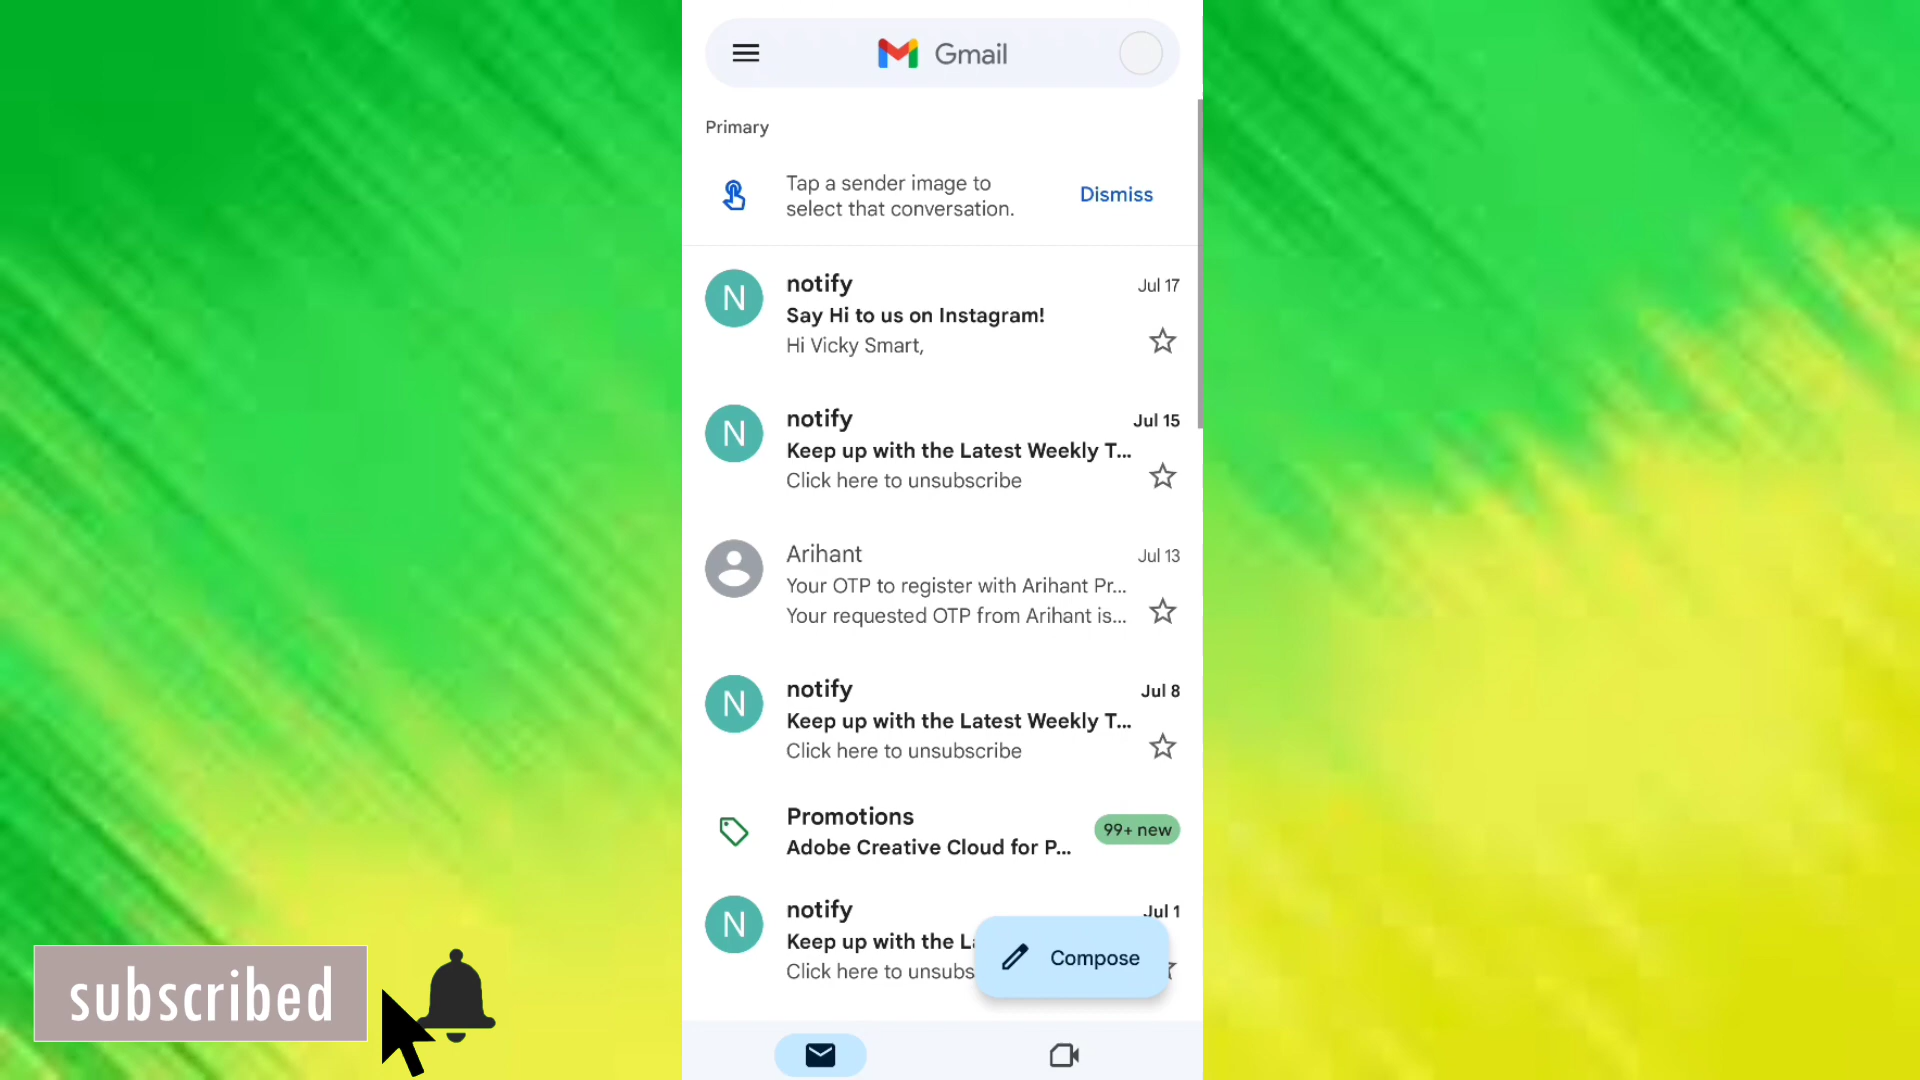 Gmail
Primary
Tap a sender image to
select that conversation.
Dismiss
N
notify
Jul 17
Say Hi to us on Instagram!
Hi Vicky Smart,
N
notify
Jul 15
Keep up with the Latest Weekly T...
Click here to unsubscribe
Arihant
Jul 13
Your OTP to register with Arihant Pr...
Your requested OTP from Arihant is...
N
notify
Jul 8
Keep up with the Latest Weekly T...
Click here to unsubscribe
Promotions
99+ new
Adobe Creative Cloud for P...
N
notify
Jul 1
Keep up with the L
Click here to unsubs
Compose
subscribed